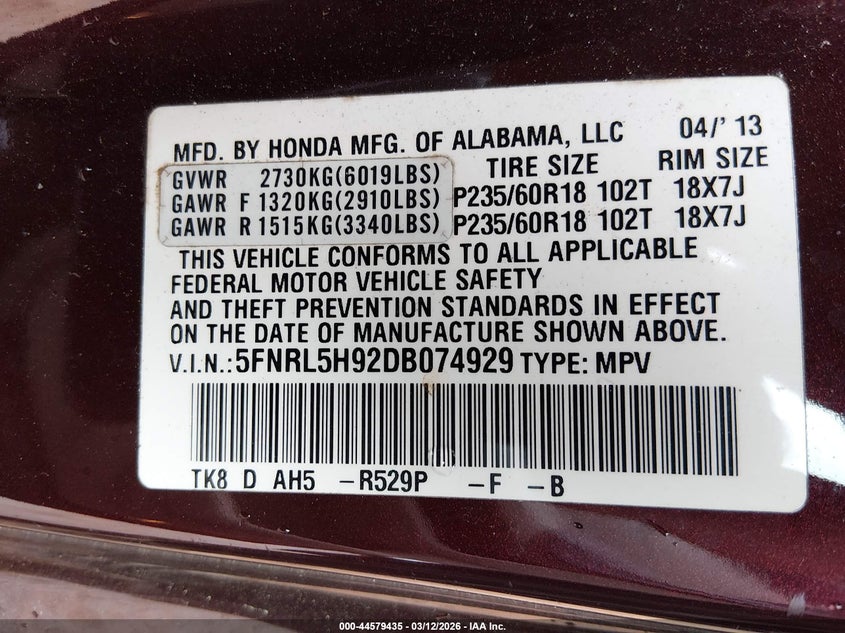 MFD. BY HONDA MFG. OF ALABAMA, LLC 04/' 13
TIRE SIZE RIM SIZE
GVWR 2730KG(6019LBS)
GAWR F 1320KG(2910LBS) P235/60R18 102T 18X7J
GAWR R 1515KG(3340LBS) P235/60R18 102T 18X7J
THIS VEHICLE CONFORMS TO ALL APPLICABLE
FEDERAL MOTOR VEHICLE SAFETY
AND THEFT PREVENTION STANDARDS IN EFFECT
ON THE DATE OF MANUFACTURE SHOWN ABOVE.
V.I.N.:5FNRL5H92DB074929 TYPE: MPV
TK8 D AH5 -R529P -F -B
000-44579435 - 03/12/2026 - IAA Inc.